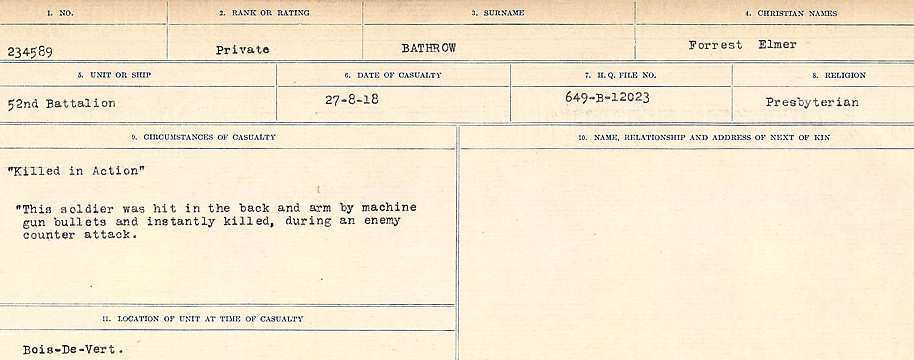 1. NO.
2. RANK OR RATING
3. SURNAME
4. CHRISTIAN NAMES
234589
Private
BATHROW
Forrest Elmer
5. UNIT OR SHIP
6. DATE OF CASUALTY
7. H.Q. FILE NO.
8. RELIGION
52nd Battalion
27-8-18
649-B-12023
Presbyterian
9. CIRCUMSTANCES OF CASUALTY
"Killed in Action"
"This soldier was hit in the back and arm by machine
gun bullets and instantly killed, during an enemy
counter attack.
10. NAME, RELATIONSHIP AND ADDRESS OF NEXT OF KIN
11. LOCATION OF UNIT AT TIME OF CASUALTY
Bois-De-Vert.